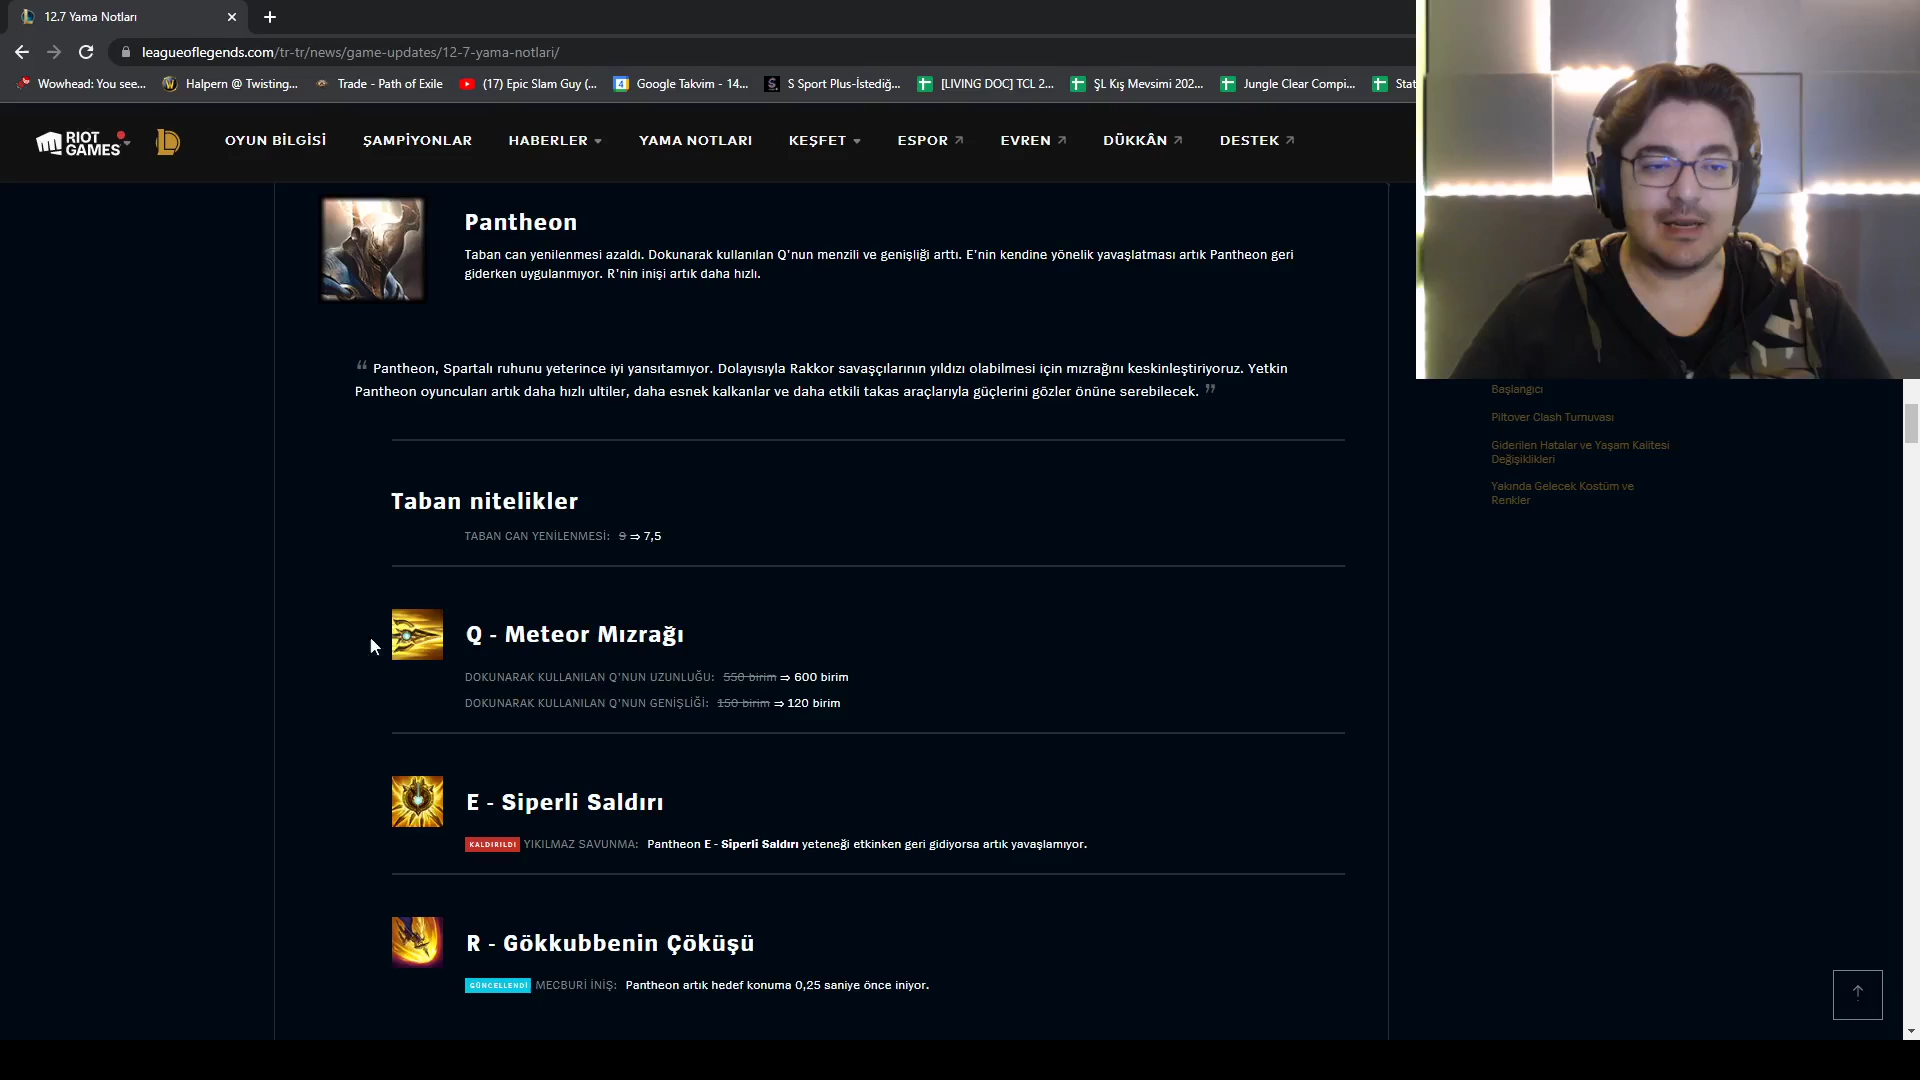 12.7 Yama Notları
leagueoflegends.com/tr-tr/news/game-updates/12-7-yama-notlari/
Wowhead: You see... Halpern @ Twisting... Trade - Path of Exile (17) Epic Slam Guy (... Google Takvim - 14... S Sport Plus-İstediğ... [LIVING DOC] TCL 2... ŞL Kış Mevsimi 202... Jungle Clear Compi... Stat
RIOT GAMES OYUN BİLGİSİ ŞAMPİYONLAR HABERLER YAMA NOTLARI KEŞFET ESPOR EVREN DÜKKÂN DESTEK
Pantheon
Taban can yenilenmesi azaldı. Dokunarak kullanılan Q'nun menzili ve genişliği arttı. E'nin kendine yönelik yavaşlatması artık Pantheon geri
giderken uygulanmıyor. R'nin inişi artık daha hızlı.
“ Pantheon, Spartalı ruhunu yeterince iyi yansıtamıyor. Dolayısıyla Rakkor savaşçılarının yıldızı olabilmesi için mızrağını keskinleştiriyoruz. Yetkin
Pantheon oyuncuları artık daha hızlı ultiler, daha esnek kalkanlar ve daha etkili takas araçlarıyla güçlerini gözler önüne serebilecek. ”
Taban nitelikler
TABAN CAN YENİLENMESİ: 9 ⇒ 7,5
Q - Meteor Mızrağı
DOKUNARAK KULLANILAN Q'NUN UZUNLUĞU: 550 birim ⇒ 600 birim
DOKUNARAK KULLANILAN Q'NUN GENİŞLİĞİ: 150 birim ⇒ 120 birim
E - Siperli Saldırı
KALDIRILDI YIKILMAZ SAVUNMA: Pantheon E - Siperli Saldırı yeteneği etkinken geri gidiyorsa artık yavaşlamıyor.
R - Gökkubbenin Çöküşü
GÜNCELLENDİ MECBURİ İNİŞ: Pantheon artık hedef konuma 0,25 saniye önce iniyor.
Başlangıcı
Piltover Clash Turnuvası
Giderilen Hatalar ve Yaşam Kalitesi
Değişiklikleri
Yakında Gelecek Kostüm ve
Renkler